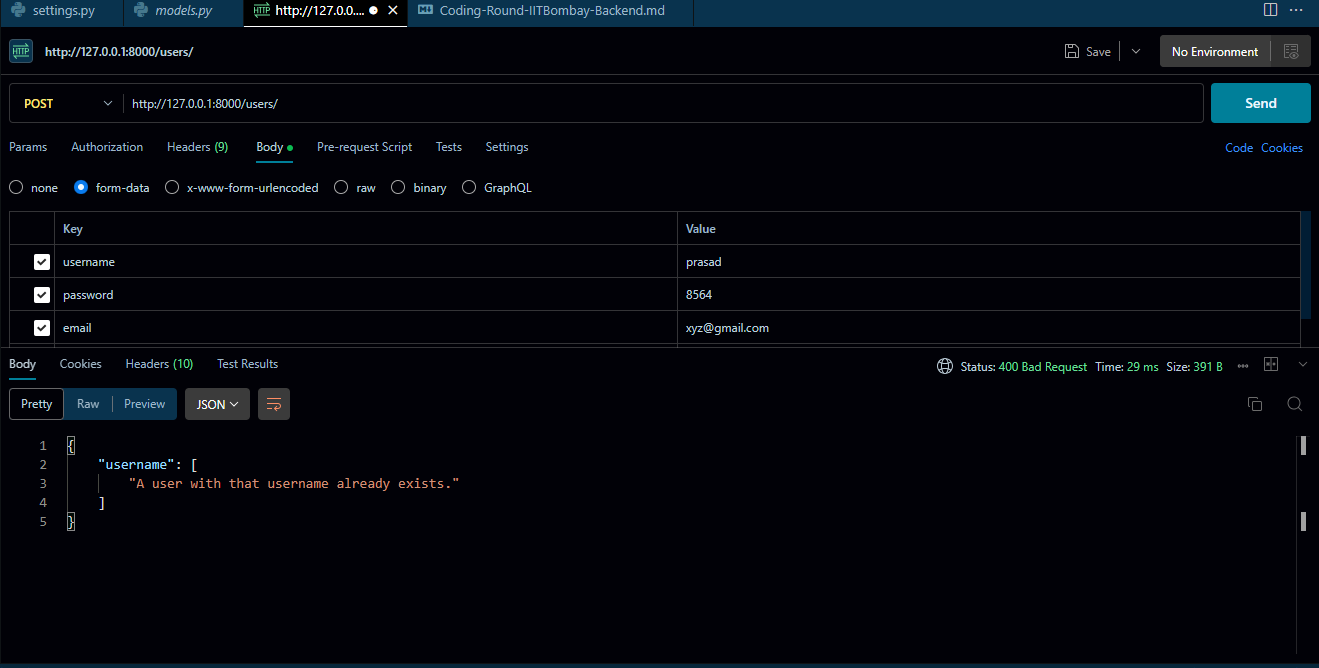 settings.py models.py http://127.0.0.... Coding-Round-IITBombay-Backend.md
HTTP http://127.0.0.1:8000/users/ Save No Environment
POST http://127.0.0.1:8000/users/ Send
Params Authorization Headers (9) Body Pre-request Script Tests Settings Code Cookies
none form-data x-www-form-urlencoded raw binary GraphQL
Key Value
username prasad
password 8564
email xyz@gmail.com
Body Cookies Headers (10) Test Results Status: 400 Bad Request Time: 29 ms Size: 391 B
Pretty Raw Preview JSON
1 {
2 "username": [
3 "A user with that username already exists."
4 ]
5 }